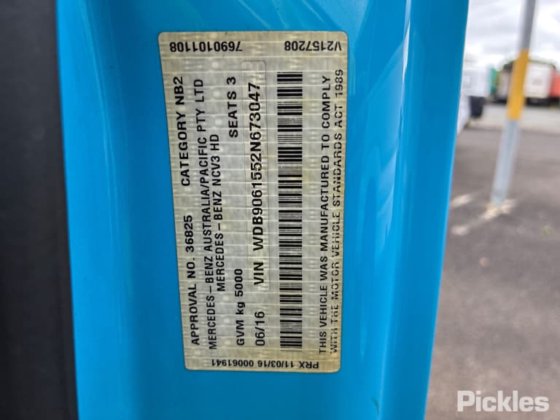 7690101108 V2157208
APPROVAL NO. 36825 CATEGORY NB2
MERCEDES-BENZ AUSTRALIA/PACIFIC PTY LTD
MERCEDES-BENZ NCV3 HD
GVM kg 5000 SEATS 3
06/16 VIN WDB9061552N673047
THIS VEHICLE WAS MANUFACTURED TO COMPLY
WITH THE MOTOR VEHICLE STANDARDS ACT 1989
PRX 11/03/16 00061941
Pickles